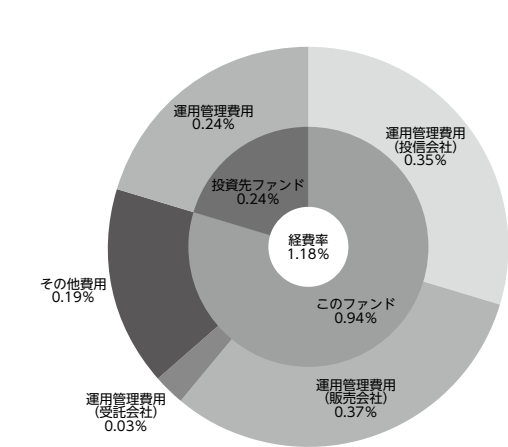 運用管理費用
0.24%
運用管理費用
（投信会社）
0.35%
投資先ファンド
0.24%
経費率
1.18%
その他費用
0.19%
このファンド
0.94%
運用管理費用
（販売会社）
0.37%
運用管理費用
（受託会社）
0.03%